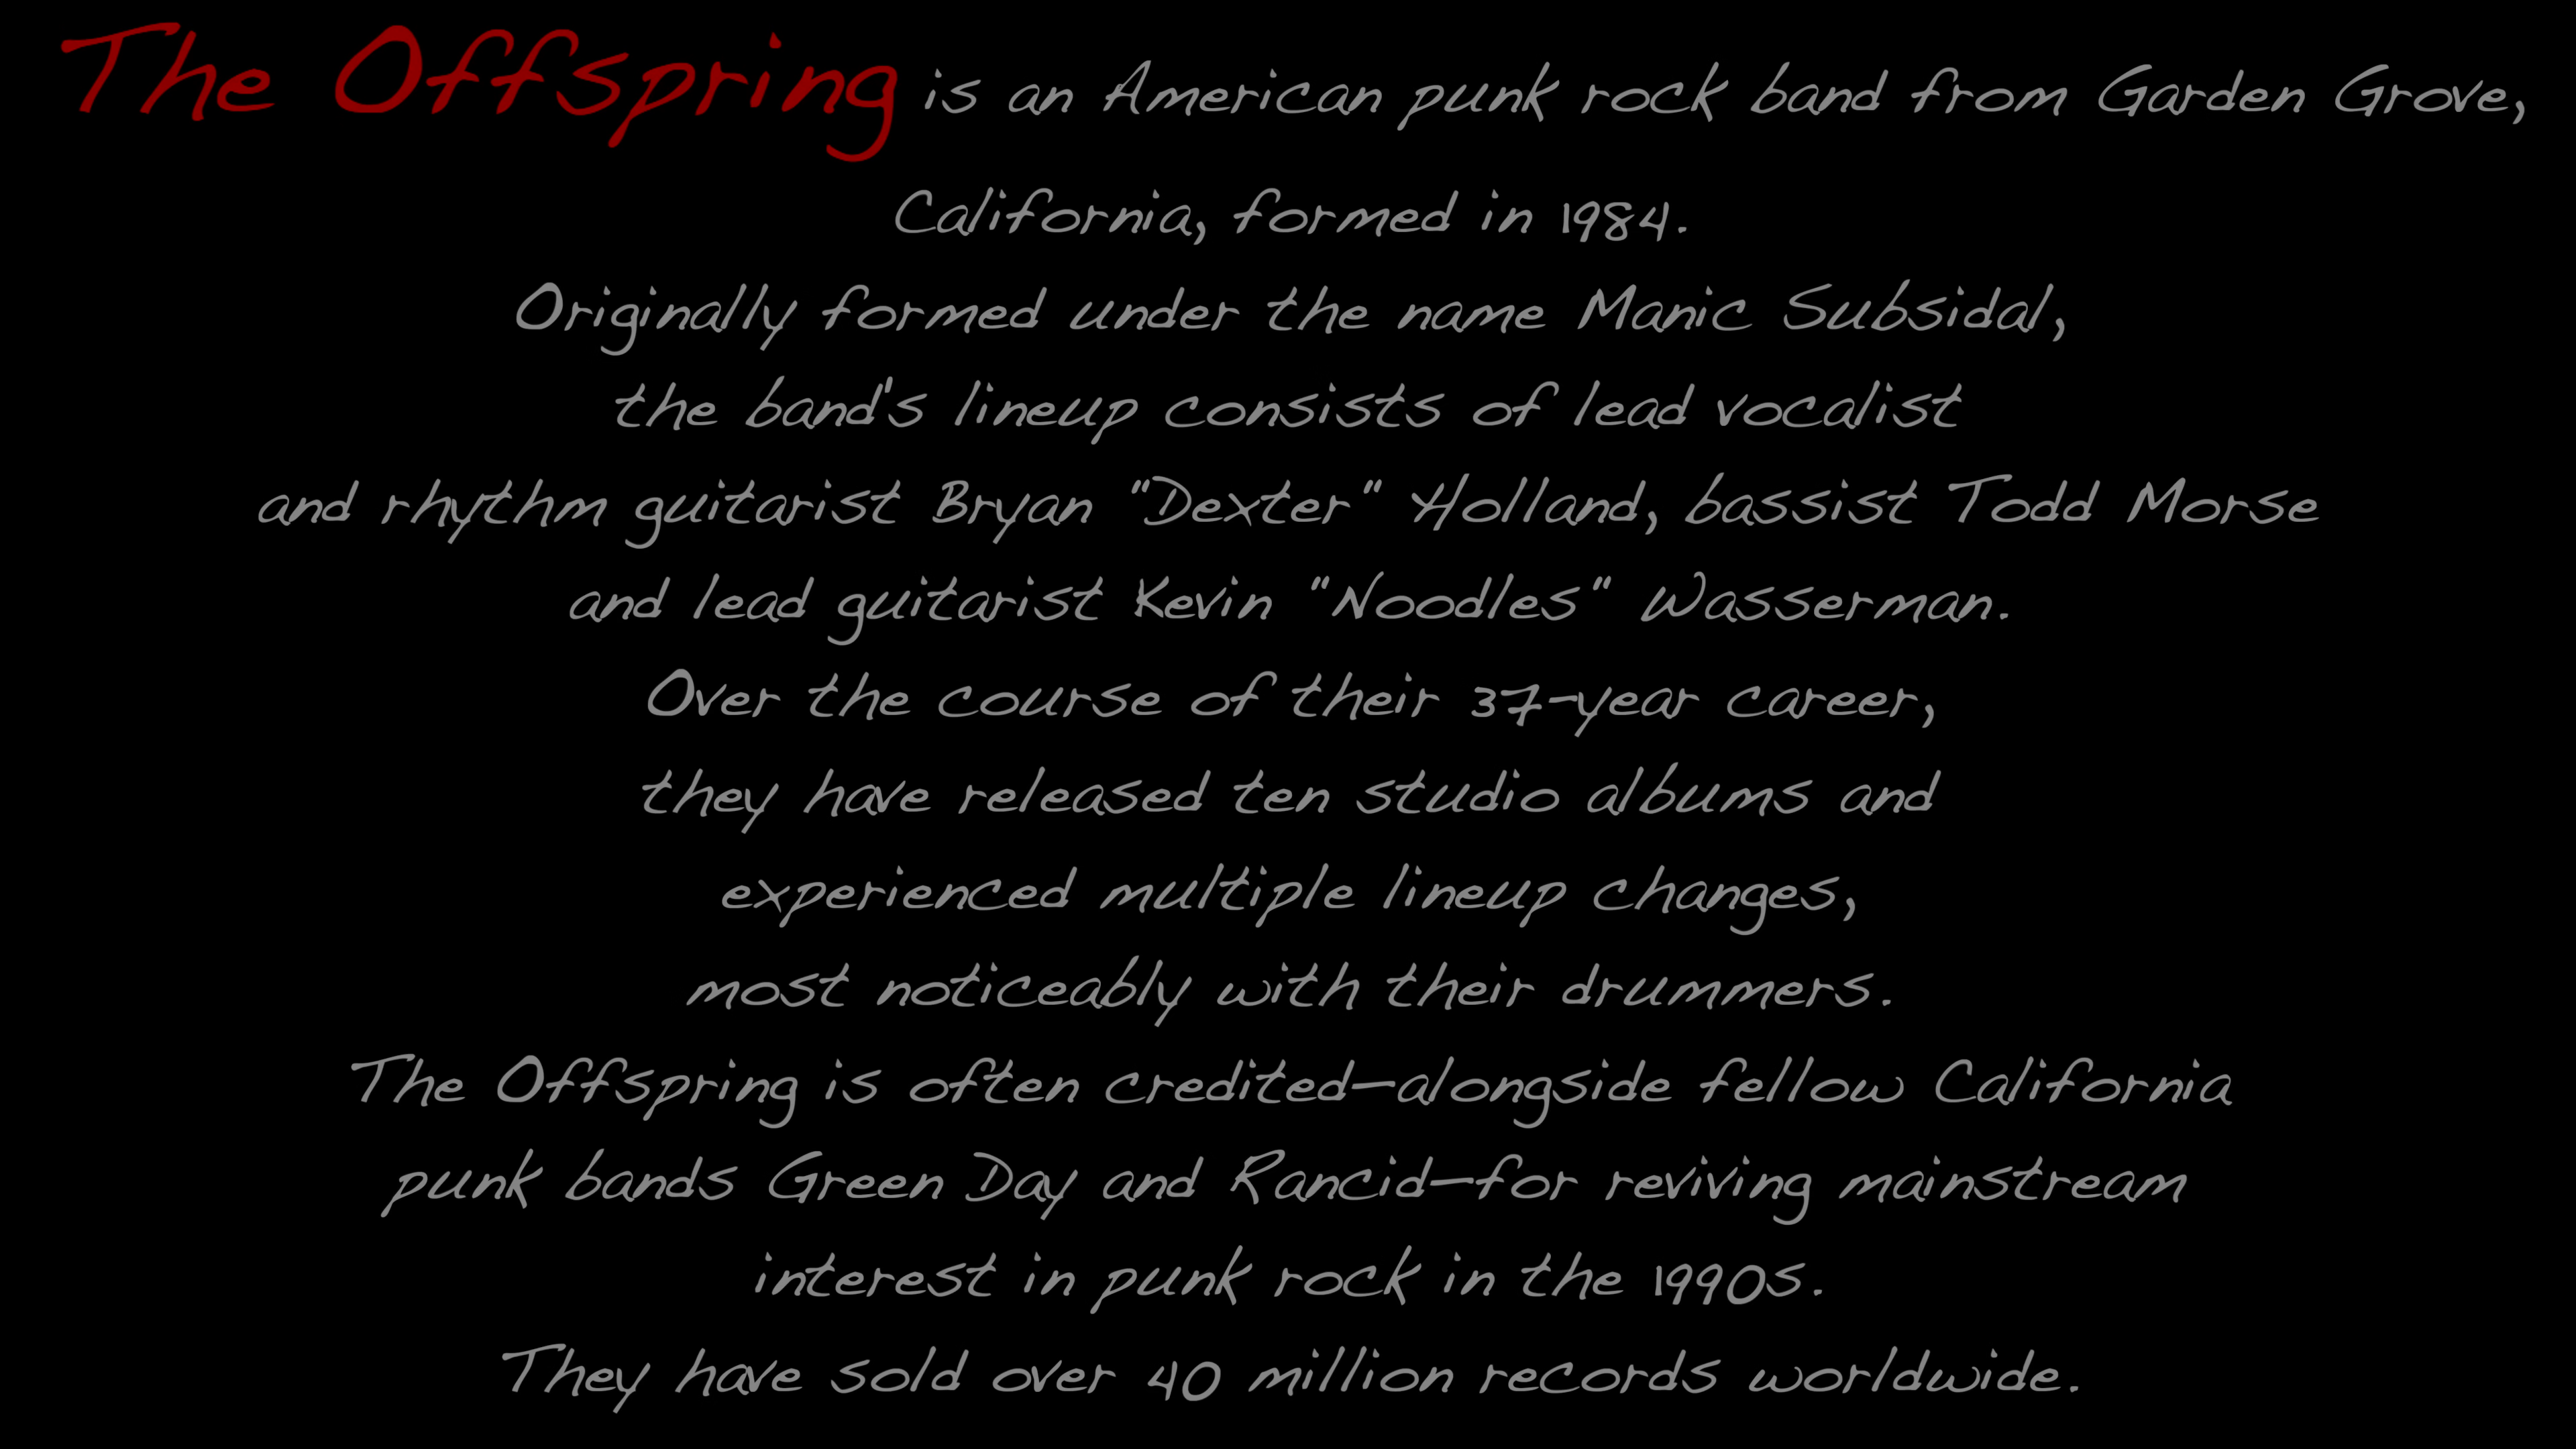 The Offspring is an American punk rock band from Garden Grove,
California, formed in 1984.
Originally formed under the name Manic Subsidal,
the band's lineup consists of lead vocalist
and rhythm guitarist Bryan "Dexter" Holland, bassist Todd Morse
and lead guitarist Kevin "Noodles" Wasserman.
Over the course of their 37-year career,
they have released ten studio albums and
experienced multiple lineup changes,
most noticeably with their drummers.
The Offspring is often credited—alongside fellow California
punk bands Green Day and Rancid—for reviving mainstream
interest in punk rock in the 1990s.
They have sold over 40 million records worldwide.